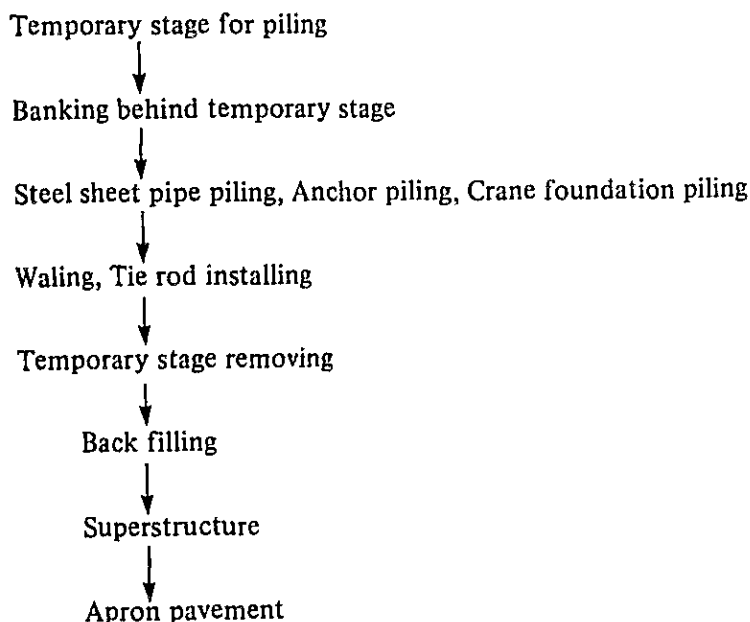 Temporary stage for piling
Banking behind temporary stage
Steel sheet pipe piling, Anchor piling, Crane foundation piling
Waling, Tie rod installing
Temporary stage removing
Back filling
Superstructure
Apron pavement